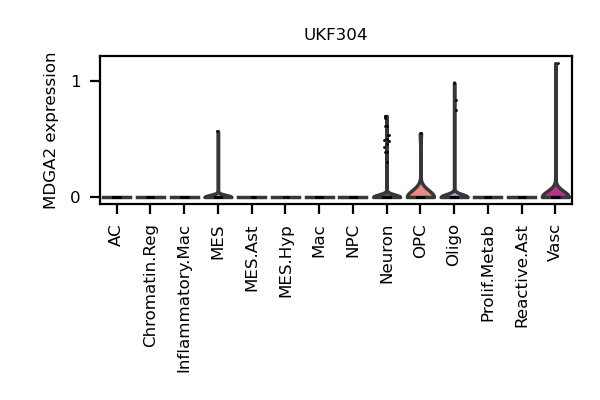 UKF304
MDGA2 expression
1
0
AC
Chromatin.Reg
Inflammatory.Mac
MES
MES.Ast
MES.Hyp
Mac
NPC
Neuron
OPC
Oligo
Prolif.Metab
Reactive.Ast
Vasc